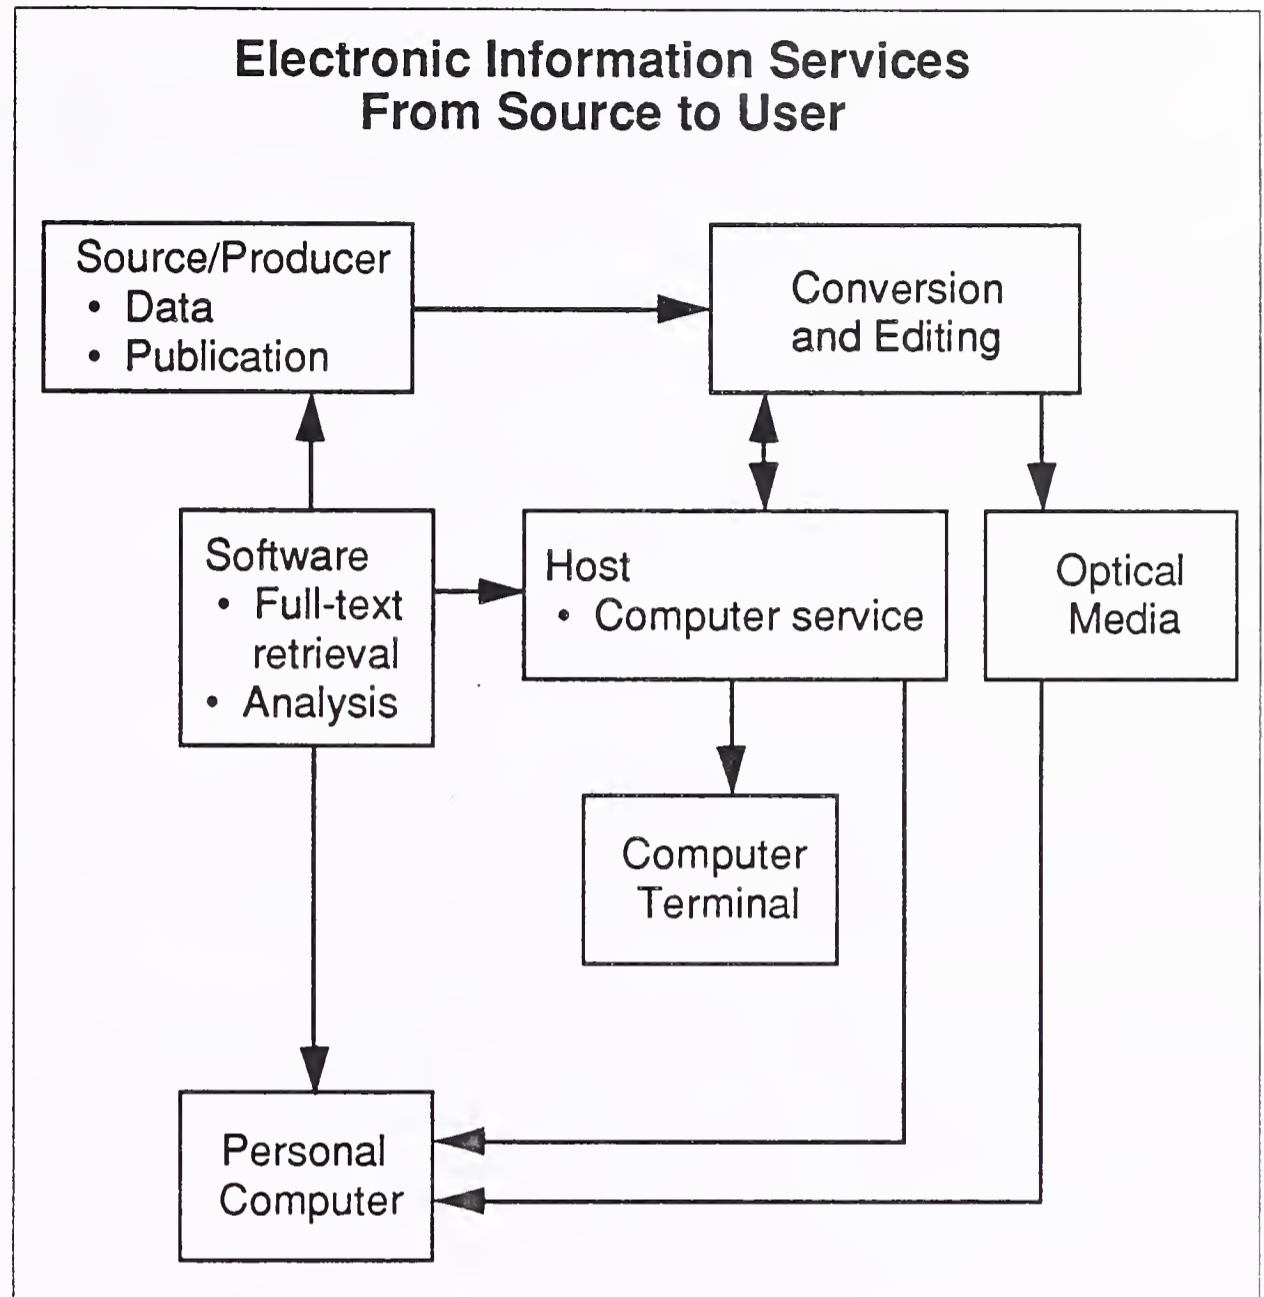 Electronic Information Services
From Source to User
Source/Producer
• Data
• Publication
Conversion
and Editing
Software
• Full-text
retrieval
• Analysis
Host
• Computer service
Optical
Media
Computer
Terminal
Personal
Computer